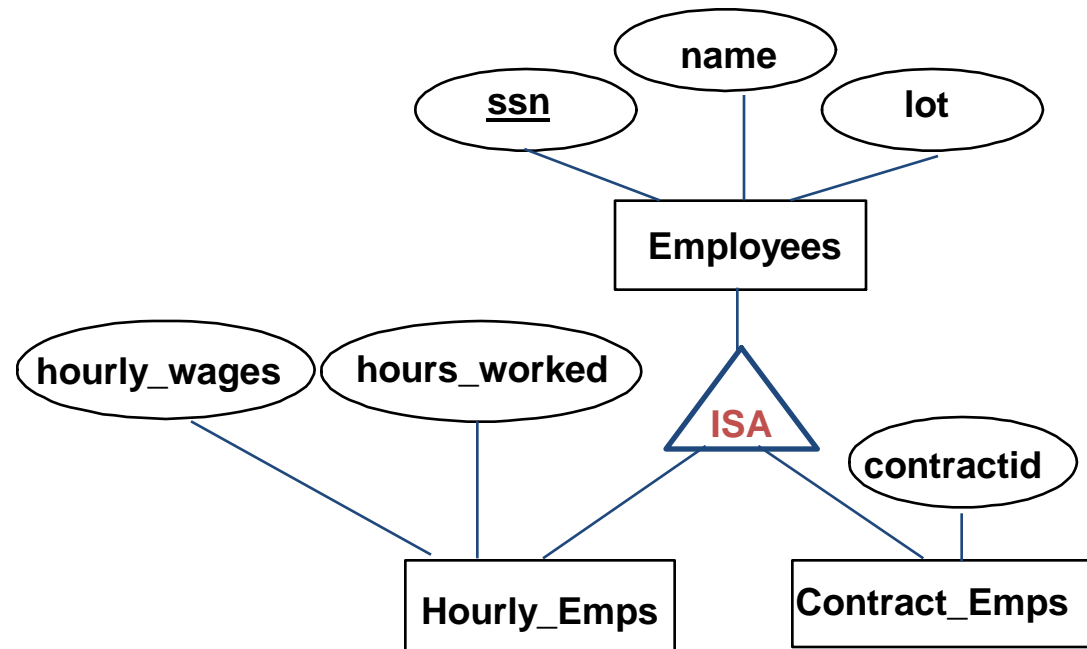 name
ssn
lot
Employees
hourly_wages
hours_worked
ISA
contractid
Hourly_Emps
Contract_Emps